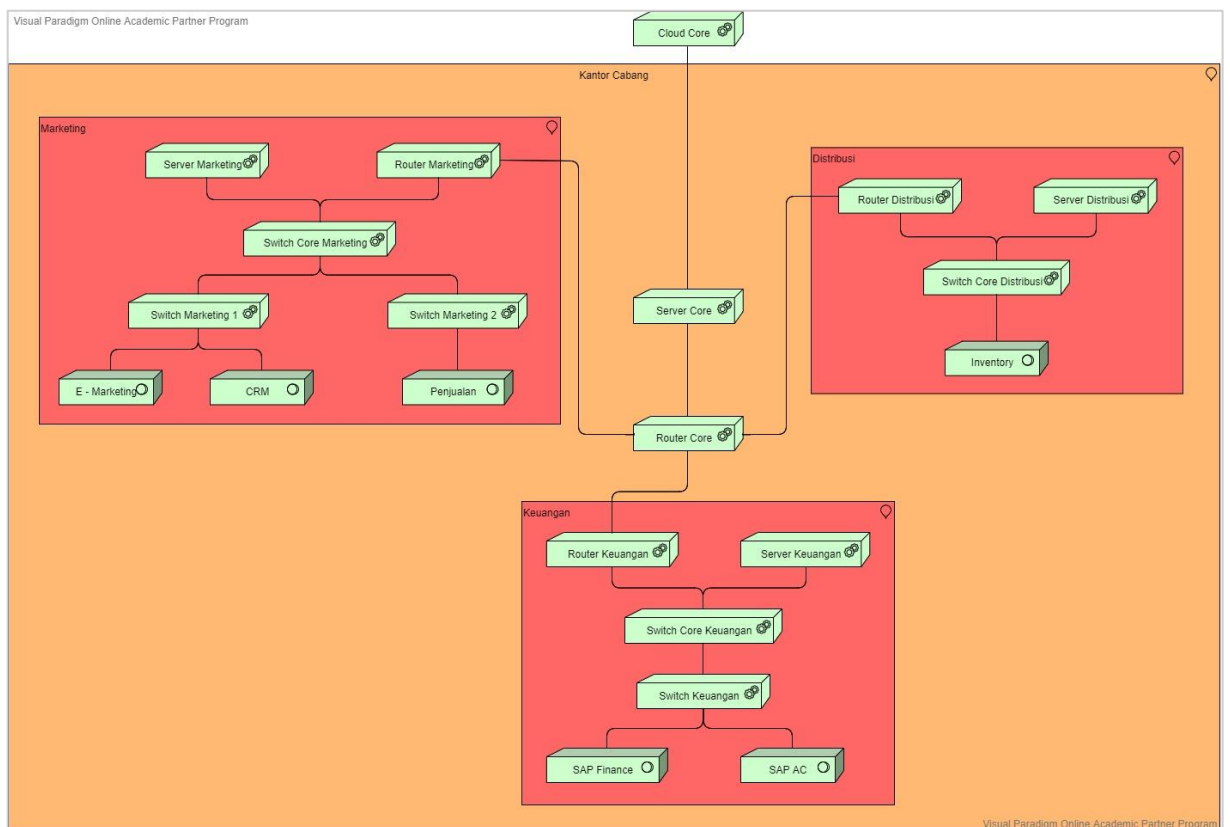 Visual Paradigm Online Academic Partner Program
Cloud Core
Kantor Cabang
Marketing
Server Marketing
Router Marketing
Switch Core Marketing
Switch Marketing 1
Switch Marketing 2
E - Marketing
CRM
Penjualan
Server Core
Router Core
Distribusi
Router Distribusi
Server Distribusi
Switch Core Distribusi
Inventory
Keuangan
Router Keuangan
Server Keuangan
Switch Core Keuangan
Switch Keuangan
SAP Finance
SAP AC
Visual Paradigm Online Academic Partner Program